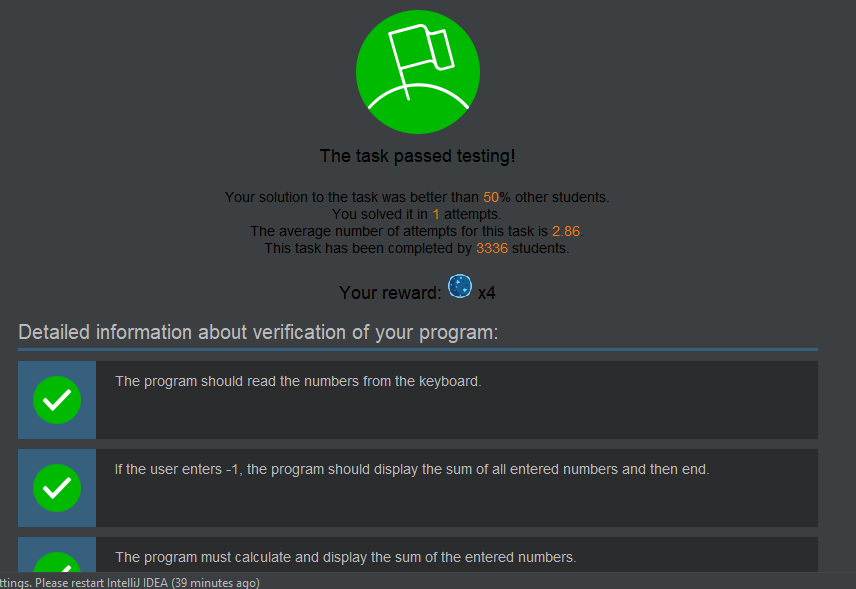 The task passed testing!
Your solution to the task was better than 50% other students.
You solved it in 1 attempts.
The average number of attempts for this task is 2.86
This task has been completed by 3336 students.
Your reward: x4
Detailed information about verification of your program:
The program should read the numbers from the keyboard.
If the user enters -1, the program should display the sum of all entered numbers and then end.
The program must calculate and display the sum of the entered numbers.
ttings. Please restart IntelliJ IDEA (39 minutes ago)